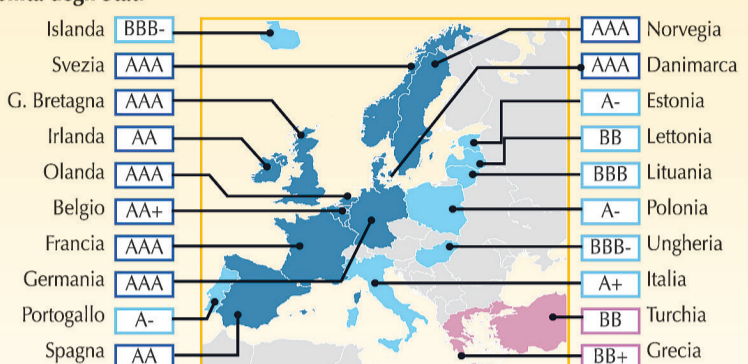 Islanda BBB-
Svezia AAA
G. Bretagna AAA
Irlanda AA
Olanda AAA
Belgio AA+
Francia AAA
Germania AAA
Portogallo A-
Spagna AA
AAA Norvegia
AAA Danimarca
A- Estonia
BB Lettonia
BBB Lituania
A- Polonia
BBB- Ungheria
A+ Italia
BB Turchia
BB+ Grecia